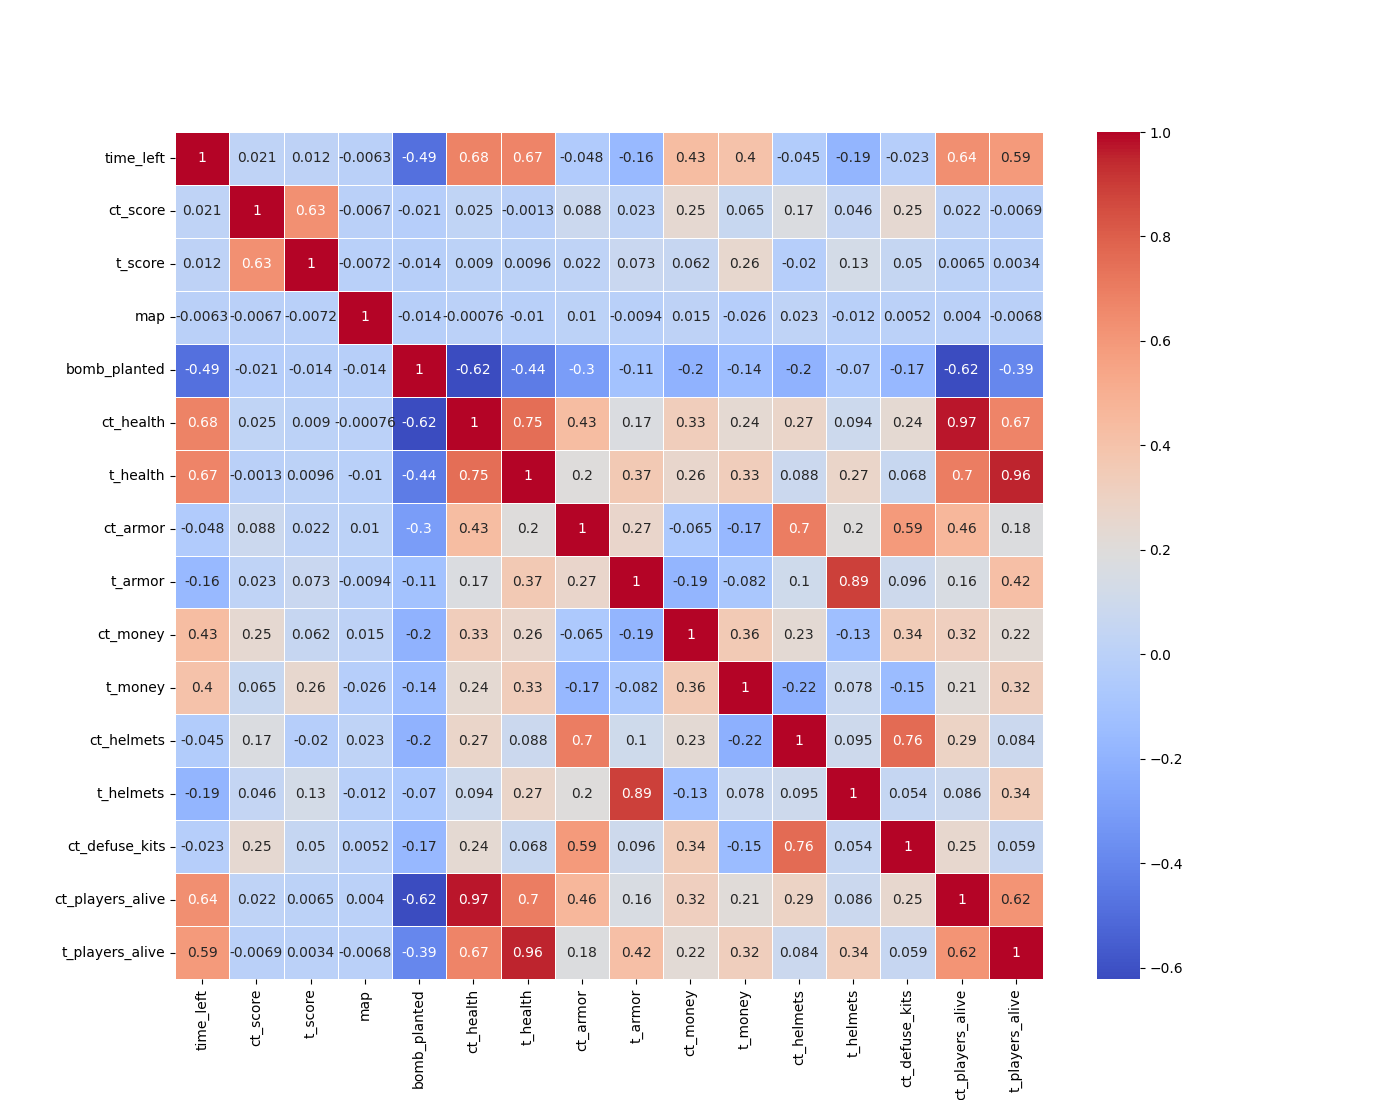 time_left 1 0.021 0.012 -0.0063 -0.49 0.68 0.67 -0.048 -0.16 0.43 0.4 -0.045 -0.19 -0.023 0.64 0.59
ct_score 0.021 1 0.63 -0.0067 -0.021 0.025 -0.0013 0.088 0.023 0.25 0.065 0.17 0.046 0.25 0.022 -0.0069
t_score 0.012 0.63 1 -0.0072 -0.014 0.009 0.0096 0.022 0.073 0.062 0.26 -0.02 0.13 0.05 0.0065 0.0034
map -0.0063 -0.0067 -0.0072 1 -0.014 -0.00076 -0.01 0.01 -0.0094 0.015 -0.026 0.023 -0.012 0.0052 0.004 -0.0068
bomb_planted -0.49 -0.021 -0.014 -0.014 1 -0.62 -0.44 -0.3 -0.11 -0.2 -0.14 -0.2 -0.07 -0.17 -0.62 -0.39
ct_health 0.68 0.025 0.009 -0.00076 -0.62 1 0.75 0.43 0.17 0.33 0.24 0.27 0.094 0.24 0.97 0.67
t_health 0.67 -0.0013 0.0096 -0.01 -0.44 0.75 1 0.2 0.37 0.26 0.33 0.088 0.27 0.068 0.7 0.96
ct_armor -0.048 0.088 0.022 0.01 -0.3 0.43 0.2 1 0.27 -0.065 -0.17 0.7 0.2 0.59 0.46 0.18
t_armor -0.16 0.023 0.073 -0.0094 -0.11 0.17 0.37 0.27 1 -0.19 -0.082 0.1 0.89 0.096 0.16 0.42
ct_money 0.43 0.25 0.062 0.015 -0.2 0.33 0.26 -0.065 -0.19 1 0.36 0.23 -0.13 0.34 0.32 0.22
t_money 0.4 0.065 0.26 -0.026 -0.14 0.24 0.33 -0.17 -0.082 0.36 1 -0.22 0.078 -0.15 0.21 0.32
ct_helmets -0.045 0.17 -0.02 0.023 -0.2 0.27 0.088 0.7 0.1 0.23 -0.22 1 0.095 0.76 0.29 0.084
t_helmets -0.19 0.046 0.13 -0.012 -0.07 0.094 0.27 0.2 0.89 -0.13 0.078 0.095 1 0.054 0.086 0.34
ct_defuse_kits -0.023 0.25 0.05 0.0052 -0.17 0.24 0.068 0.59 0.096 0.34 -0.15 0.76 0.054 1 0.25 0.059
ct_players_alive 0.64 0.022 0.0065 0.004 -0.62 0.97 0.7 0.46 0.16 0.32 0.21 0.29 0.086 0.25 1 0.62
t_players_alive 0.59 -0.0069 0.0034 -0.0068 -0.39 0.67 0.96 0.18 0.42 0.22 0.32 0.084 0.34 0.059 0.62 1
time_left
ct_score
t_score
map
bomb_planted
ct_health
t_health
ct_armor
t_armor
ct_money
t_money
ct_helmets
t_helmets
ct_defuse_kits
ct_players_alive
t_players_alive
1.0
0.8
0.6
0.4
0.2
0.0
−0.2
−0.4
−0.6